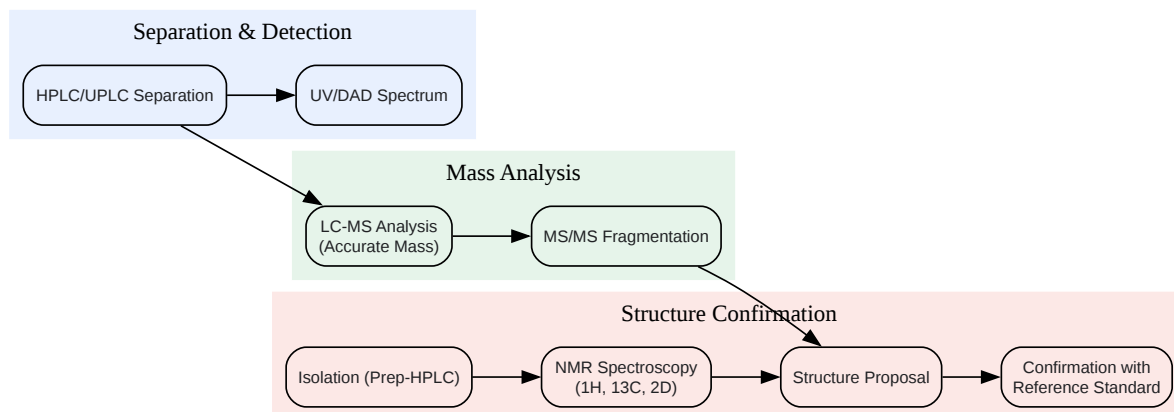 Separation & Detection
HPLC/UPLC Separation
UV/DAD Spectrum
Mass Analysis
LC-MS Analysis
(Accurate Mass)
MS/MS Fragmentation
Structure Confirmation
Isolation (Prep-HPLC)
NMR Spectroscopy
(1H, 13C, 2D)
Structure Proposal
Confirmation with
Reference Standard